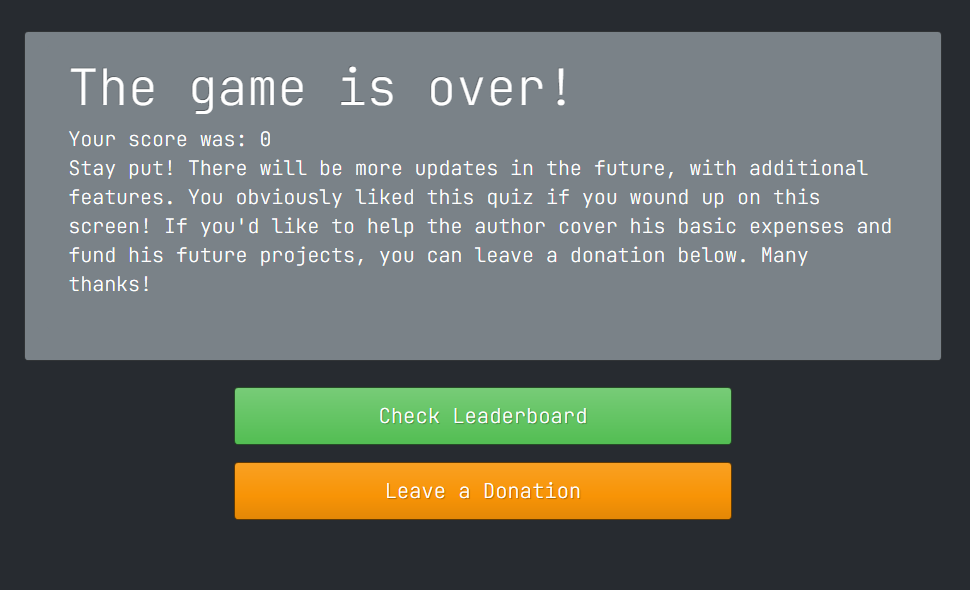 The game is over!
Your score was: 0
Stay put! There will be more updates in the future, with additional
features. You obviously liked this quiz if you wound up on this
screen! If you'd like to help the author cover his basic expenses and
fund his future projects, you can leave a donation below. Many
thanks!
Check Leaderboard
Leave a Donation